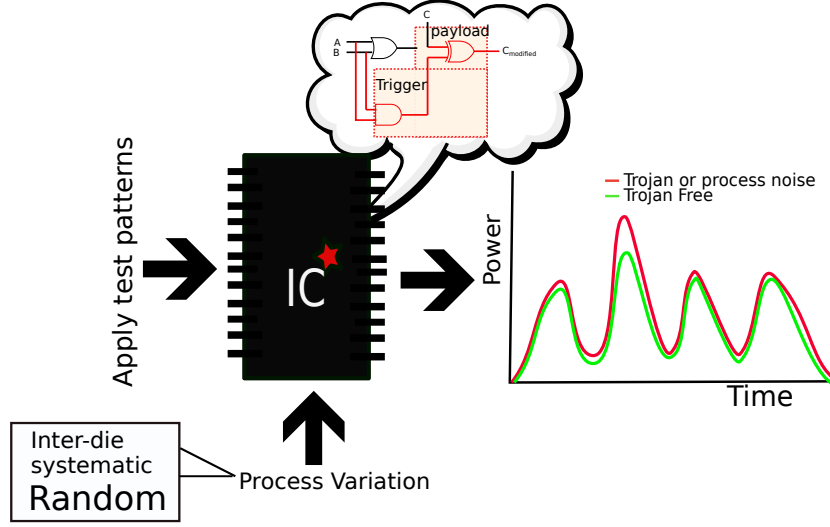 C
payload
A
B
C modified
Trigger
Apply test patterns
IC
Power
Trojan or process noise
Trojan Free
Time
Inter-die
systematic
Random
Process Variation